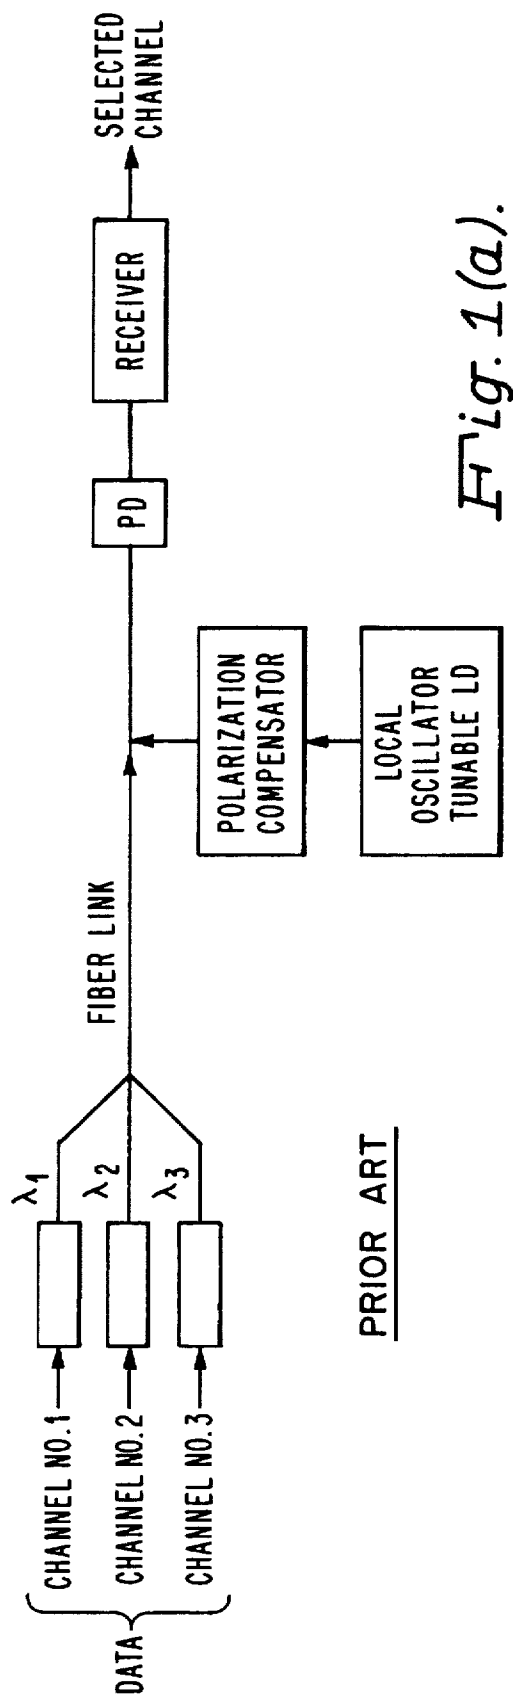 DATA
CHANNEL NO.1
CHANNEL NO.2
CHANNEL NO.3
λ1
λ2
λ3
FIBER LINK
POLARIZATION
COMPENSATOR
LOCAL
OSCILLATOR
TUNABLE LD
PD
RECEIVER
SELECTED
CHANNEL
PRIOR ART
Fig. 1(a).